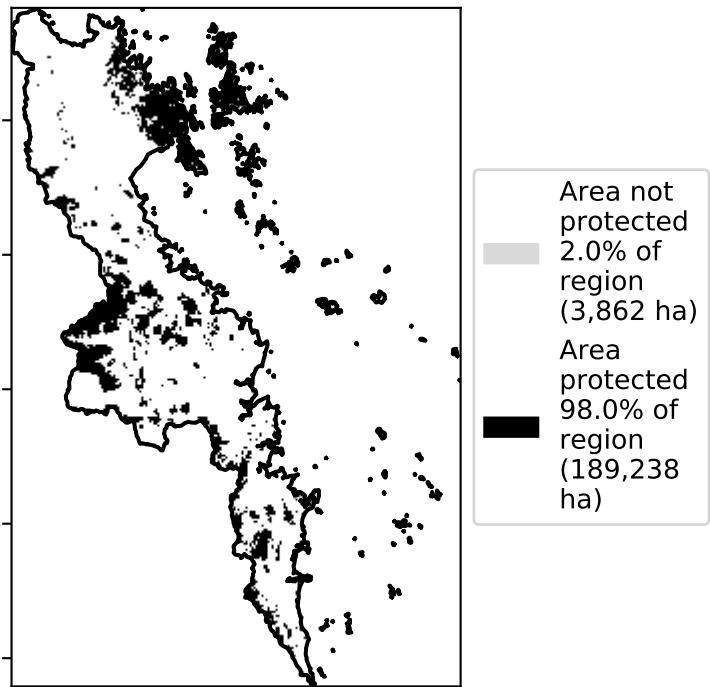 Area not
protected
2.0% of
region
(3,862 ha)
Area
protected
98.0% of
region
(189,238
ha)